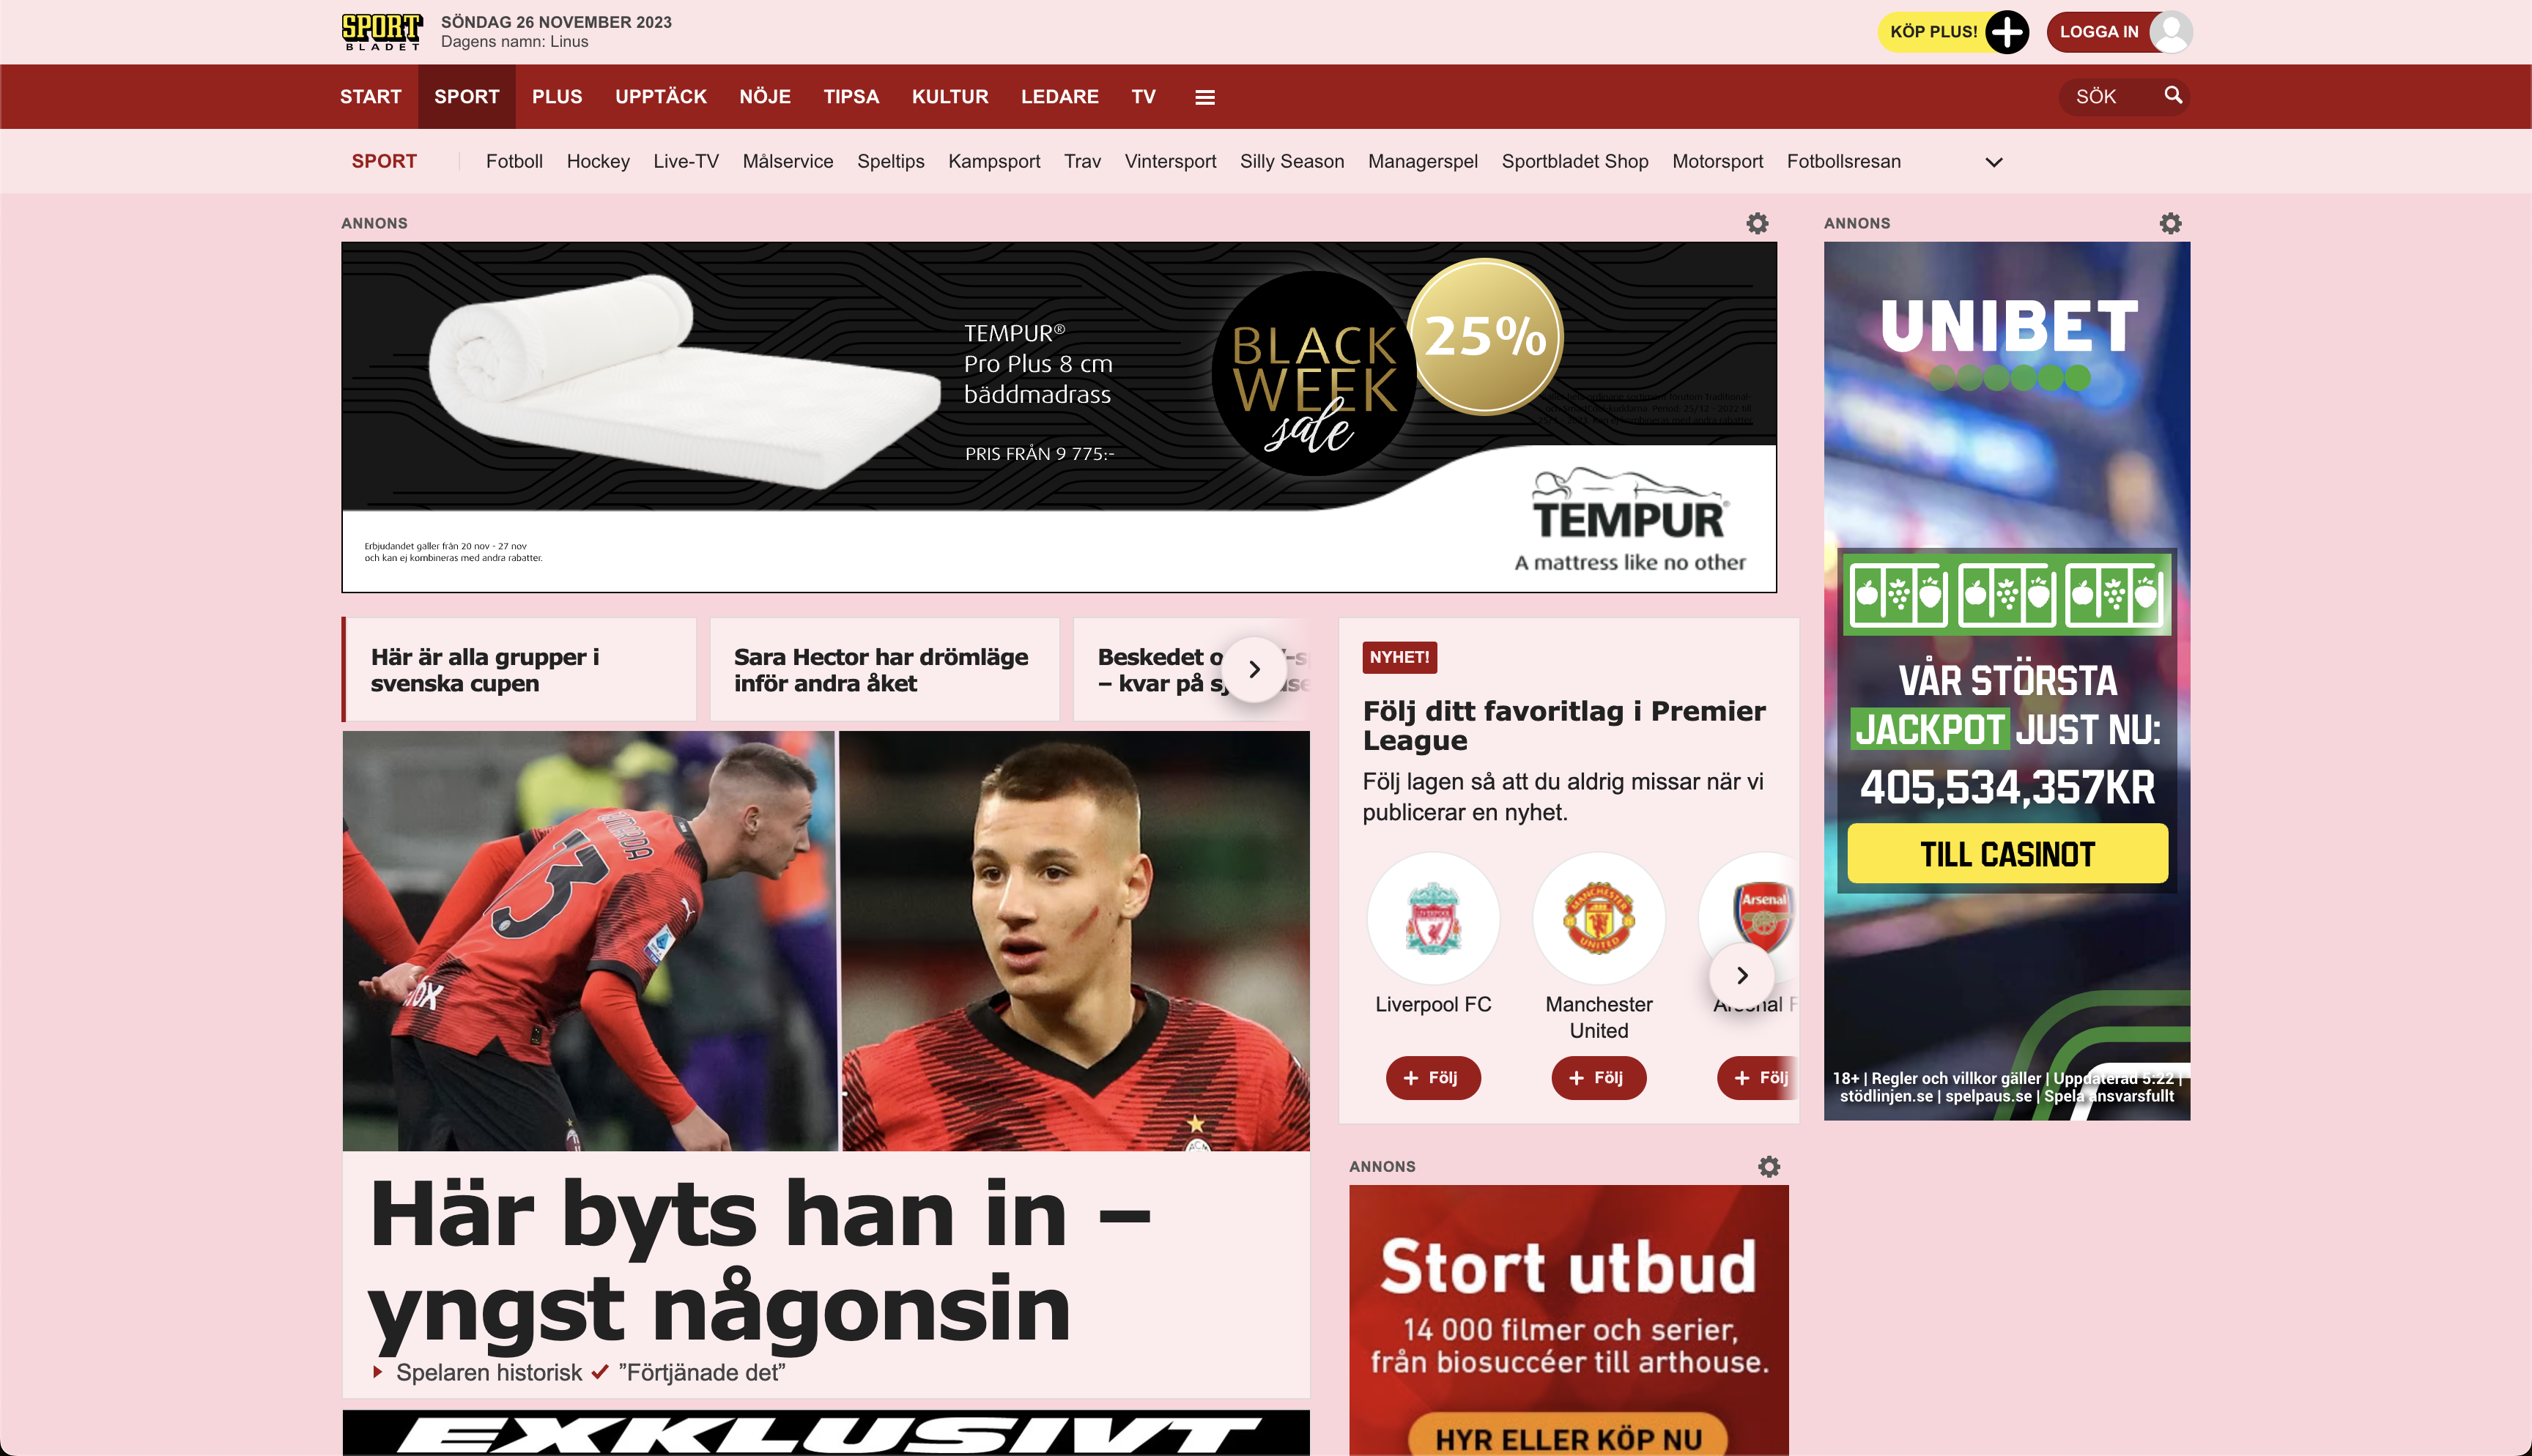 SPORT
BLADET
SÖNDAG 26 NOVEMBER 2023
Dagens namn: Linus
KÖP PLUS!
LOGGA IN
START SPORT PLUS UPPTÄCK NÖJE TIPSA KULTUR LEDARE TV
SÖK
SPORT Fotboll Hockey Live-TV Målservice Speltips Kampsport Trav Vintersport Silly Season Managerspel Sportbladet Shop Motorsport Fotbollsresan
ANNONS
TEMPUR®
Pro Plus 8 cm
bäddmadrass
PRIS FRÅN 9 775:-
BLACK
WEEK
sale
25%
TEMPUR®
A mattress like no other
Erbjudandet gäller från 20 nov - 27 nov
och kan ej kombineras med andra rabatter.
ANNONS
UNIBET
VÅR STÖRSTA
JACKPOT JUST NU:
405,534,357KR
TILL CASINOT
18+ | Regler och villkor gäller | Uppdaterad 5:22 |
stödlinjen.se | spelpaus.se | Spela ansvarsfullt
Här är alla grupper i
svenska cupen
Sara Hector har drömläge
inför andra åket
Beskedet
– kvar på
NYHET!
Följ ditt favoritlag i Premier
League
Följ lagen så att du aldrig missar när vi
publicerar en nyhet.
LIVERPOOL
MANCHESTER
UNITED
Arsenal
Liverpool FC
Manchester
United
+ Följ
+ Följ
+ Följ
CAMARDA
73
Här byts han in –
yngst någonsin
Spelaren historisk ”Förtjänade det”
EXKLUSIVT
ANNONS
Stort utbud
14 000 filmer och serier,
från biosuccéer till arthouse.
HYR ELLER KÖP NU